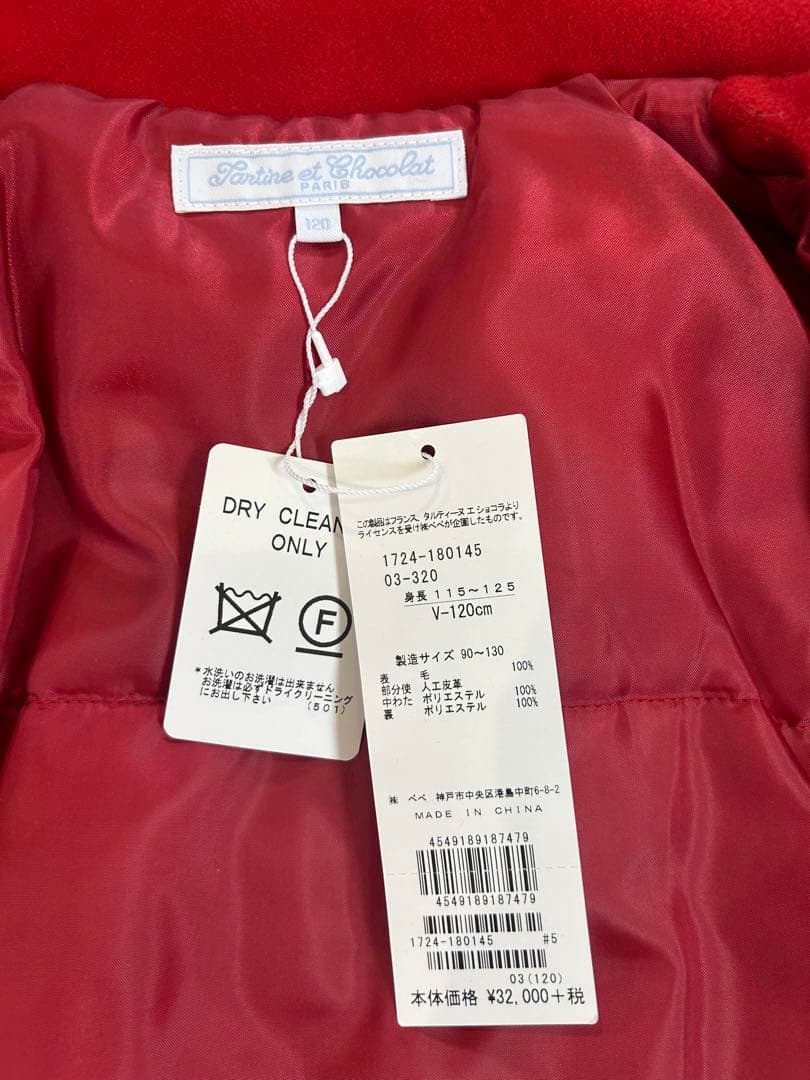 Tartine et Chocolat
PARIS
120
DRY CLEAN
ONLY
F
*水洗いのお洗濯は出来ません
お洗濯は必ずドライクリーニング
にお出し下さい (501)
この製品はフランス、タルティーヌ エ ショコラより
ライセンスを受け㈱べべが企画したものです。
1724-180145
03-320
身長 115～125
V-120cm
製造サイズ 90～130
表 毛 100%
部分使 人工皮革
中わた ポリエステル 100%
裏 ポリエステル 100%
㈱ べべ 神戸市中央区港島中町6-8-2
MADE IN CHINA
4549189187479
4549189187479
1724-180145 #5
03(120)
本体価格 ¥32,000+税